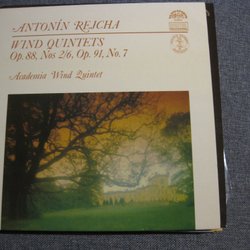 ANTONÍN REJCHA
WIND QUINTETS
Op. 88, Nos 2/6, Op. 91, No. 7
Academia Wind Quintet